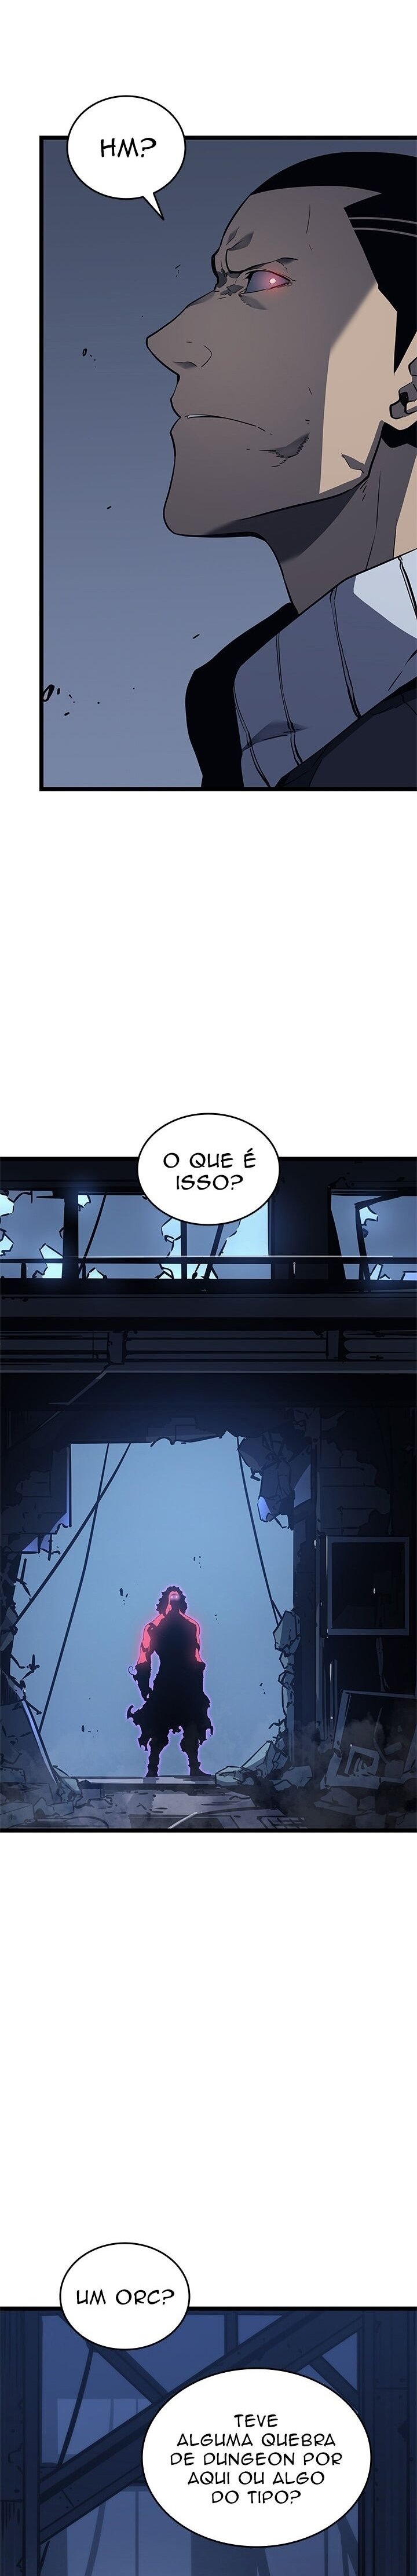 HM?
O QUE É
ISSO?
UM ORC?
TEVE
ALGUMA QUEBRA
DE DUNGEON POR
AQUI OU ALGO
DO TIPO?